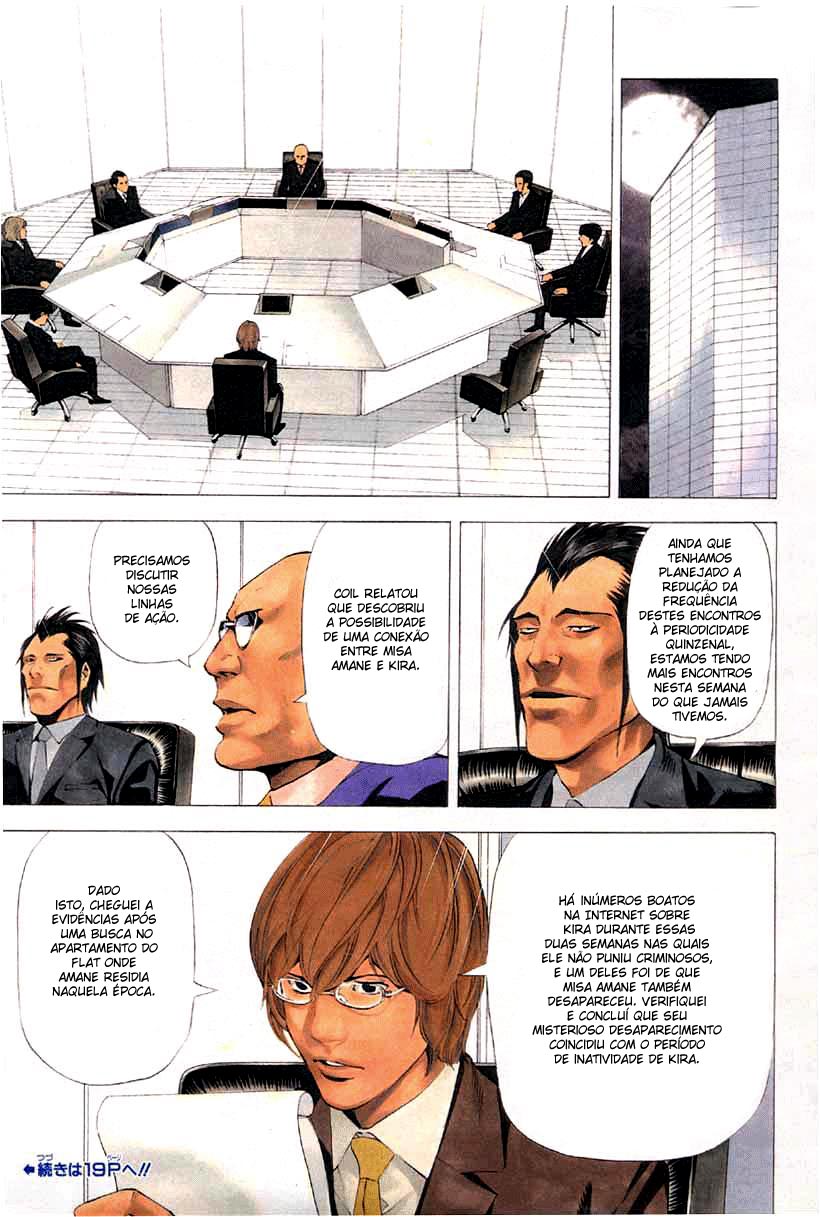 AINDA QUE
TENHAMOS
PLANEJADO A
REDUÇÃO DA
FREQUÊNCIA
DESTES ENCONTROS
À PERIODICIDADE
QUINZENAL,
ESTAMOS TENDO
MAIS ENCONTROS
NESTA SEMANA
DO QUE JAMAIS
TIVEMOS.
COIL RELATOU
QUE DESCOBRIU
A POSSIBILIDADE
DE UMA CONEXÃO
ENTRE MISA
AMANE E KIRA.
PRECISAMOS
DISCUTIR
NOSSAS
LINHAS
DE AÇÃO.
HÁ INÚMEROS BOATOS
NA INTERNET SOBRE
KIRA DURANTE ESSAS
DUAS SEMANAS NAS QUAIS
ELE NÃO PUNIU CRIMINOSOS,
E UM DELES FOI DE QUE
MISA AMANE TAMBÉM
DESAPARECEU. VERIFIQUEI
E CONCLUÍ QUE SEU
MISTERIOSO DESAPARECIMENTO
COINCIDIU COM O PERÍODO
DE INATIVIDADE DE KIRA.
DADO
ISTO, CHEGUEI A
EVIDÊNCIAS APÓS
UMA BUSCA NO
APARTAMENTO DO
FLAT ONDE
AMANE RESIDIA
NAQUELA ÉPOCA.
つづ ページ
←続きは19Pへ!!